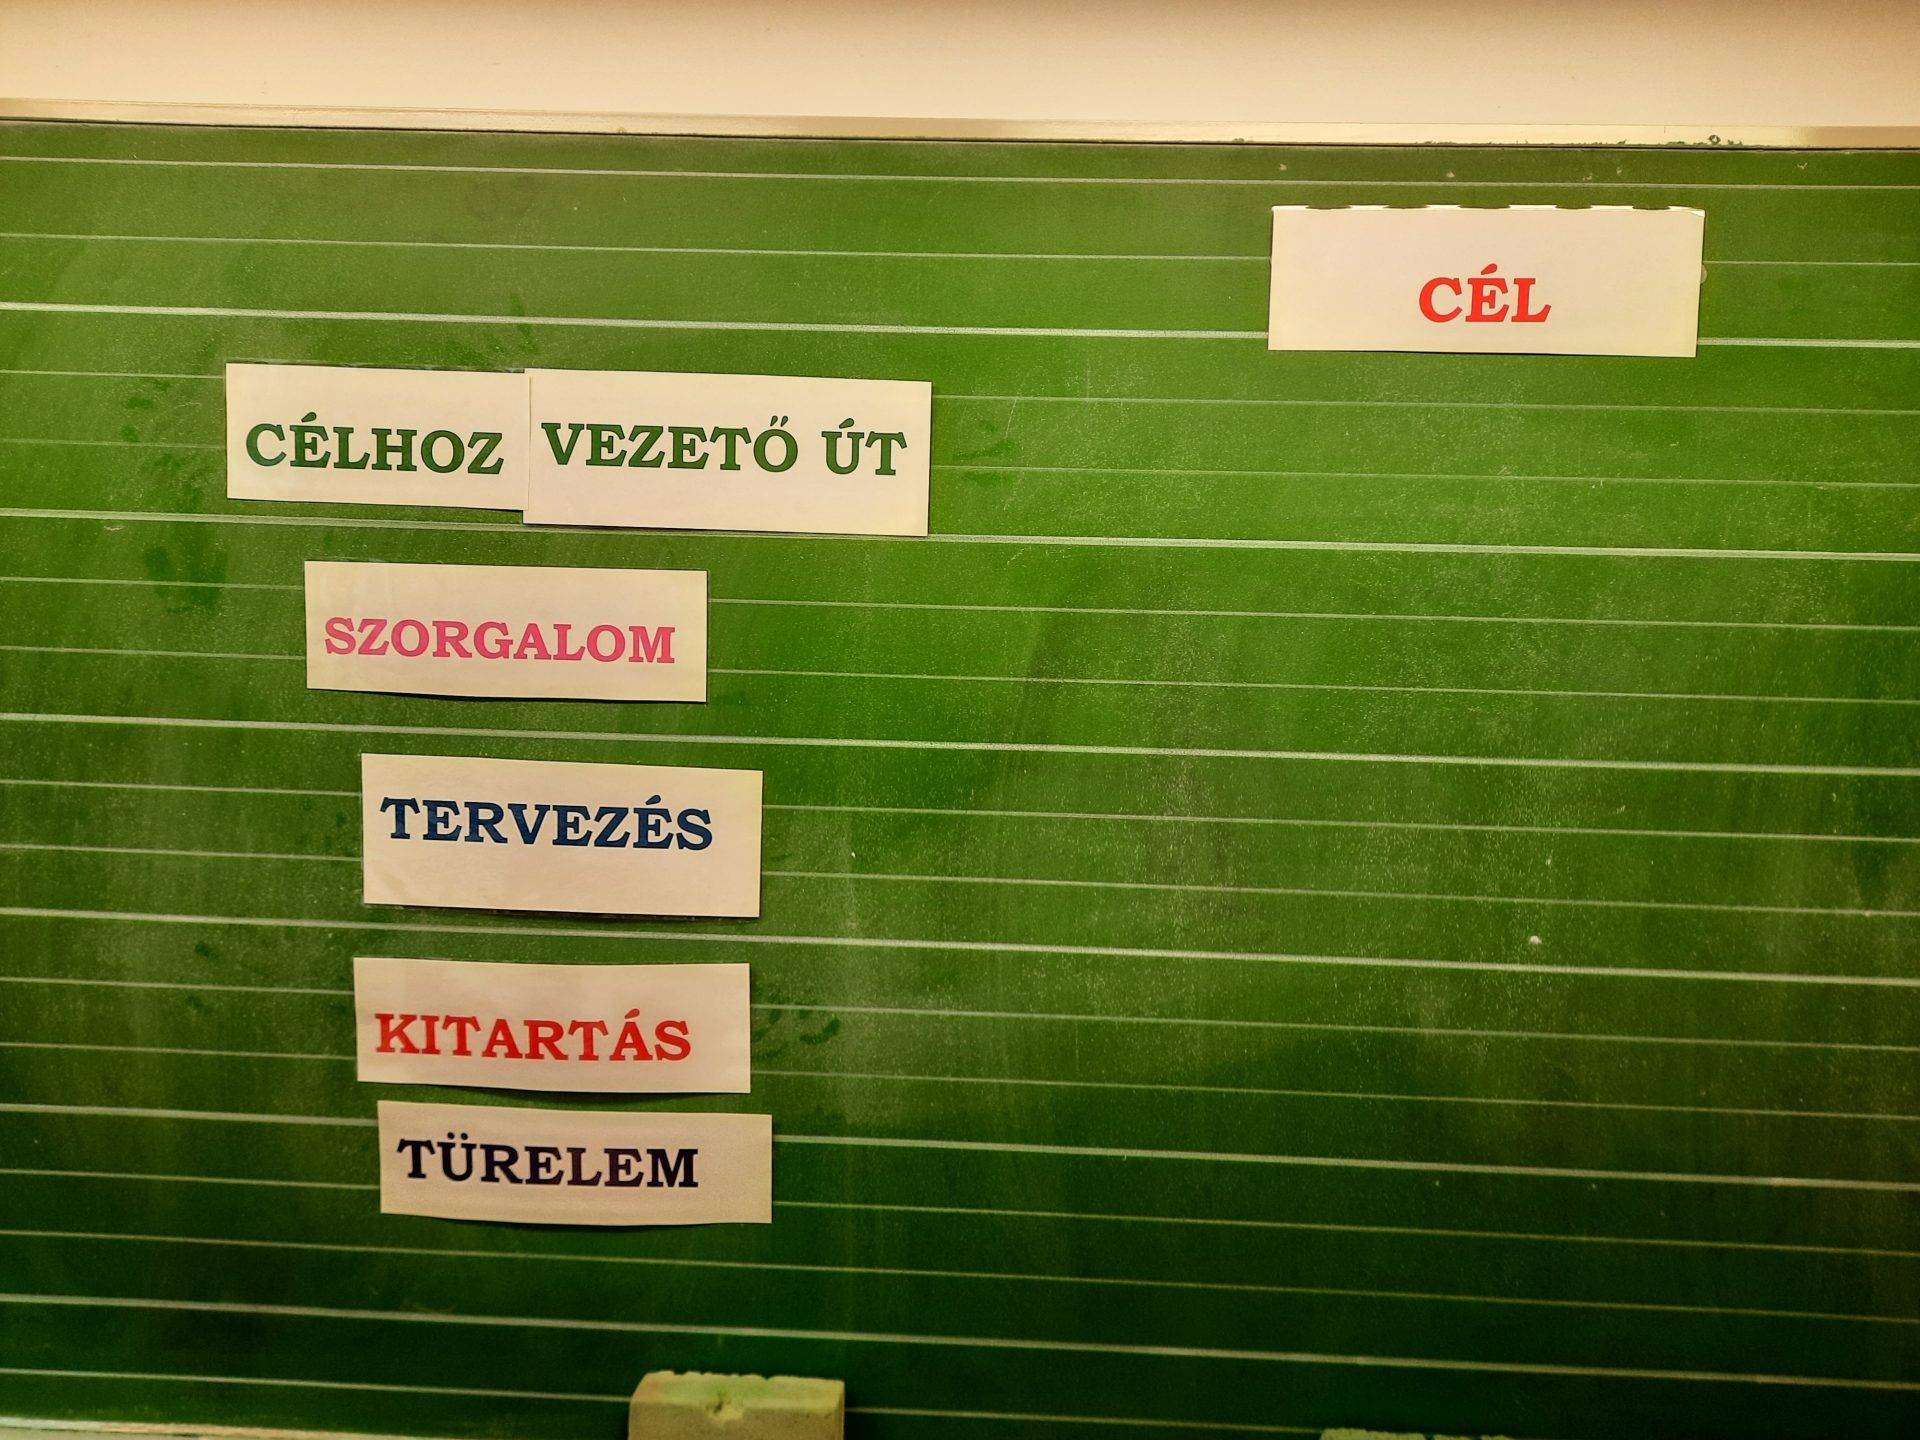 CÉL
CÉLHOZ VEZETŐ ÚT
SZORGALOM
TERVEZÉS
KITARTÁS
TÜRELEM